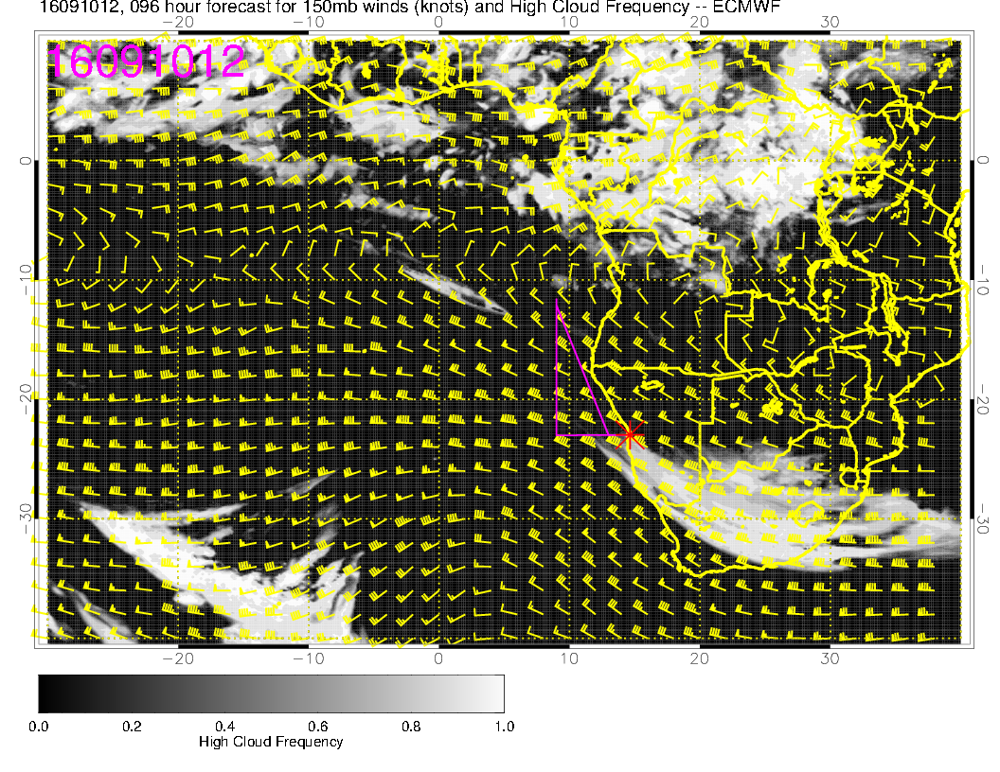 16091012, 096 hour forecast for 150mb winds (knots) and High Cloud Frequency -- ECMWF
−20 −10 0 10 20 30
16091012
0 0
−10 −10
−20 −20
−30 −30
−20 −10 0 10 20 30
0.0 0.2 0.4 0.6 0.8 1.0
High Cloud Frequency